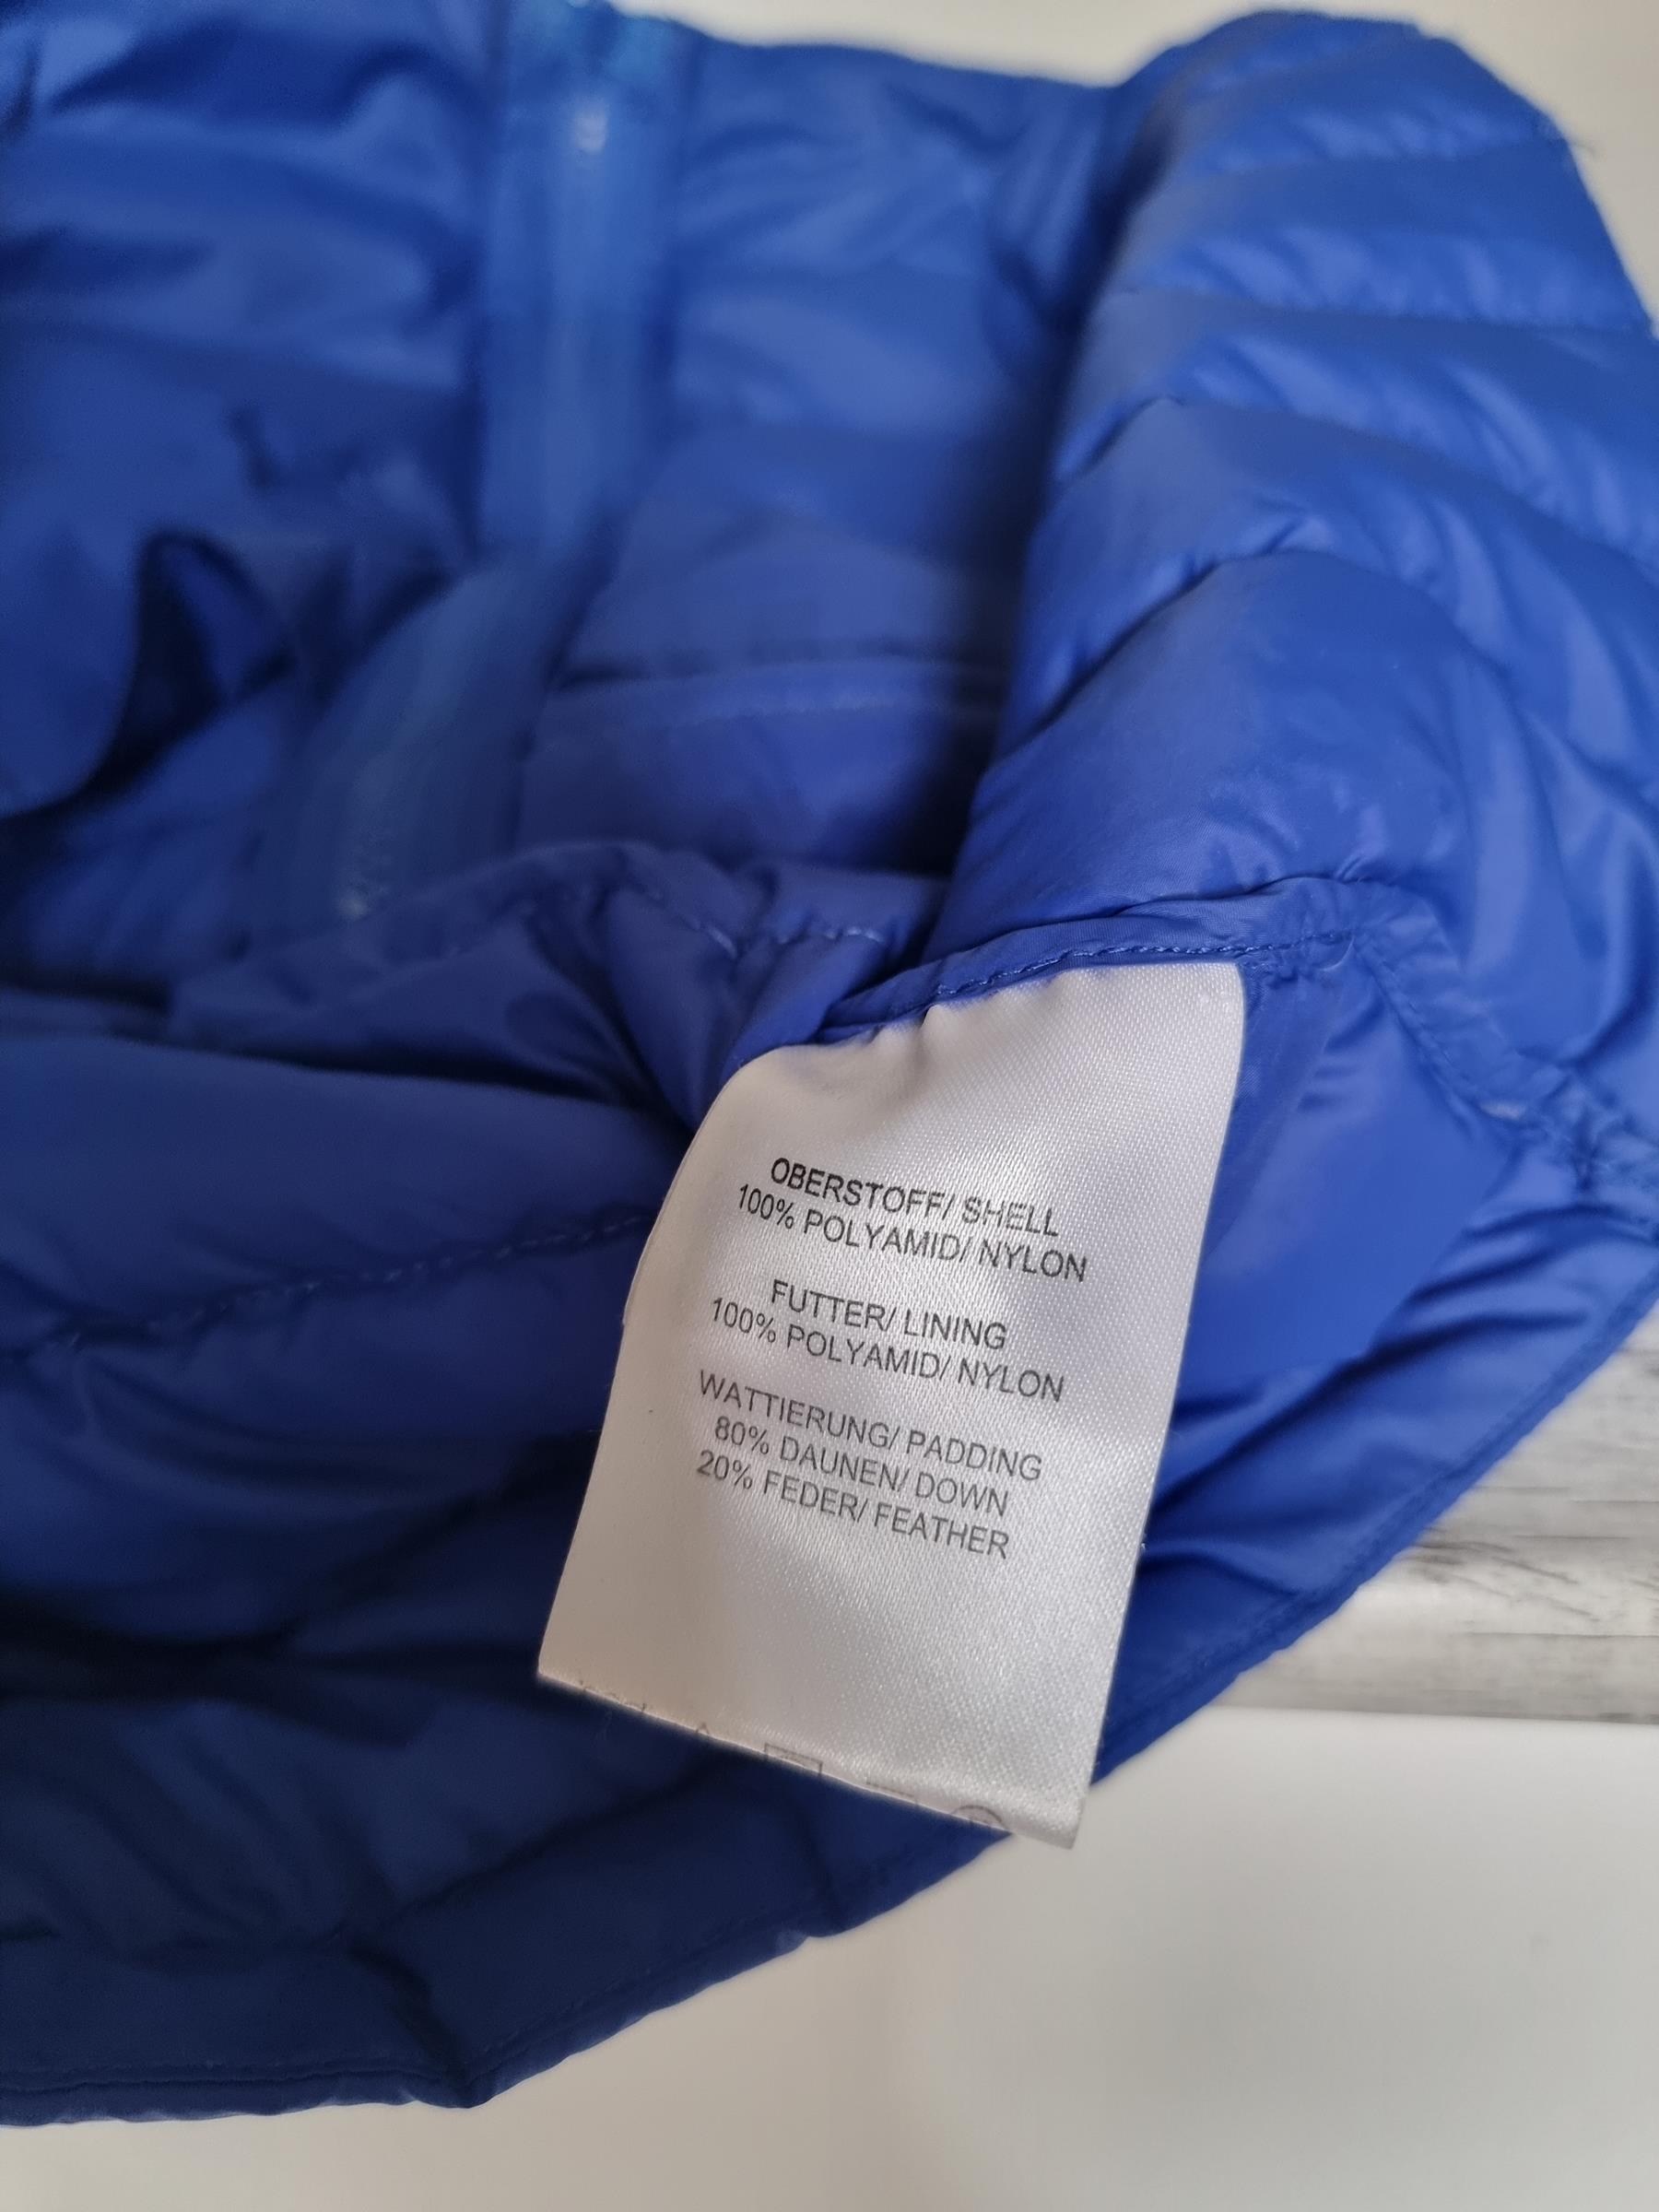 OBERSTOFF/ SHELL
100% POLYAMID/ NYLON
FUTTER/ LINING
100% POLYAMID/ NYLON
WATTIERUNG/ PADDING
80% DAUNEN/ DOWN
20% FEDER/ FEATHER